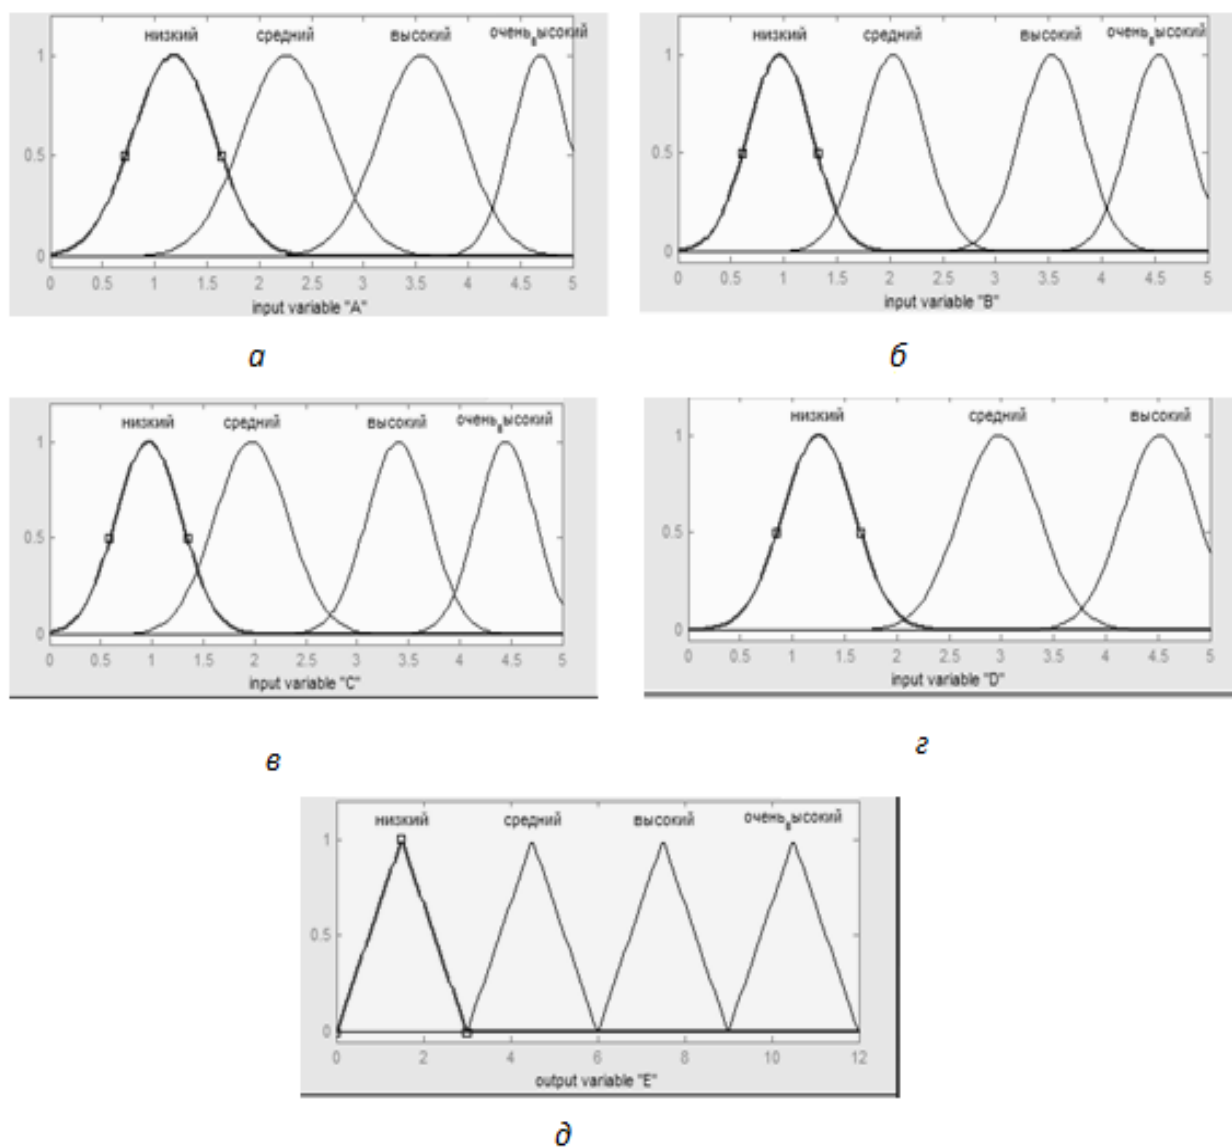 низкий средний высокий очень_высокий
1
0.5
0
0 0.5 1 1.5 2 2.5 3 3.5 4 4.5 5
input variable "A"
а
низкий средний высокий очень_высокий
1
0.5
0
0 0.5 1 1.5 2 2.5 3 3.5 4 4.5 5
input variable "B"
б
низкий средний высокий очень_высокий
1
0.5
0
0 0.5 1 1.5 2 2.5 3 3.5 4 4.5 5
input variable "C"
в
низкий средний высокий
1
0.5
0
0 0.5 1 1.5 2 2.5 3 3.5 4 4.5 5
input variable "D"
г
низкий средний высокий очень_высокий
1
0.5
0
0 2 4 6 8 10 12
output variable "E"
д